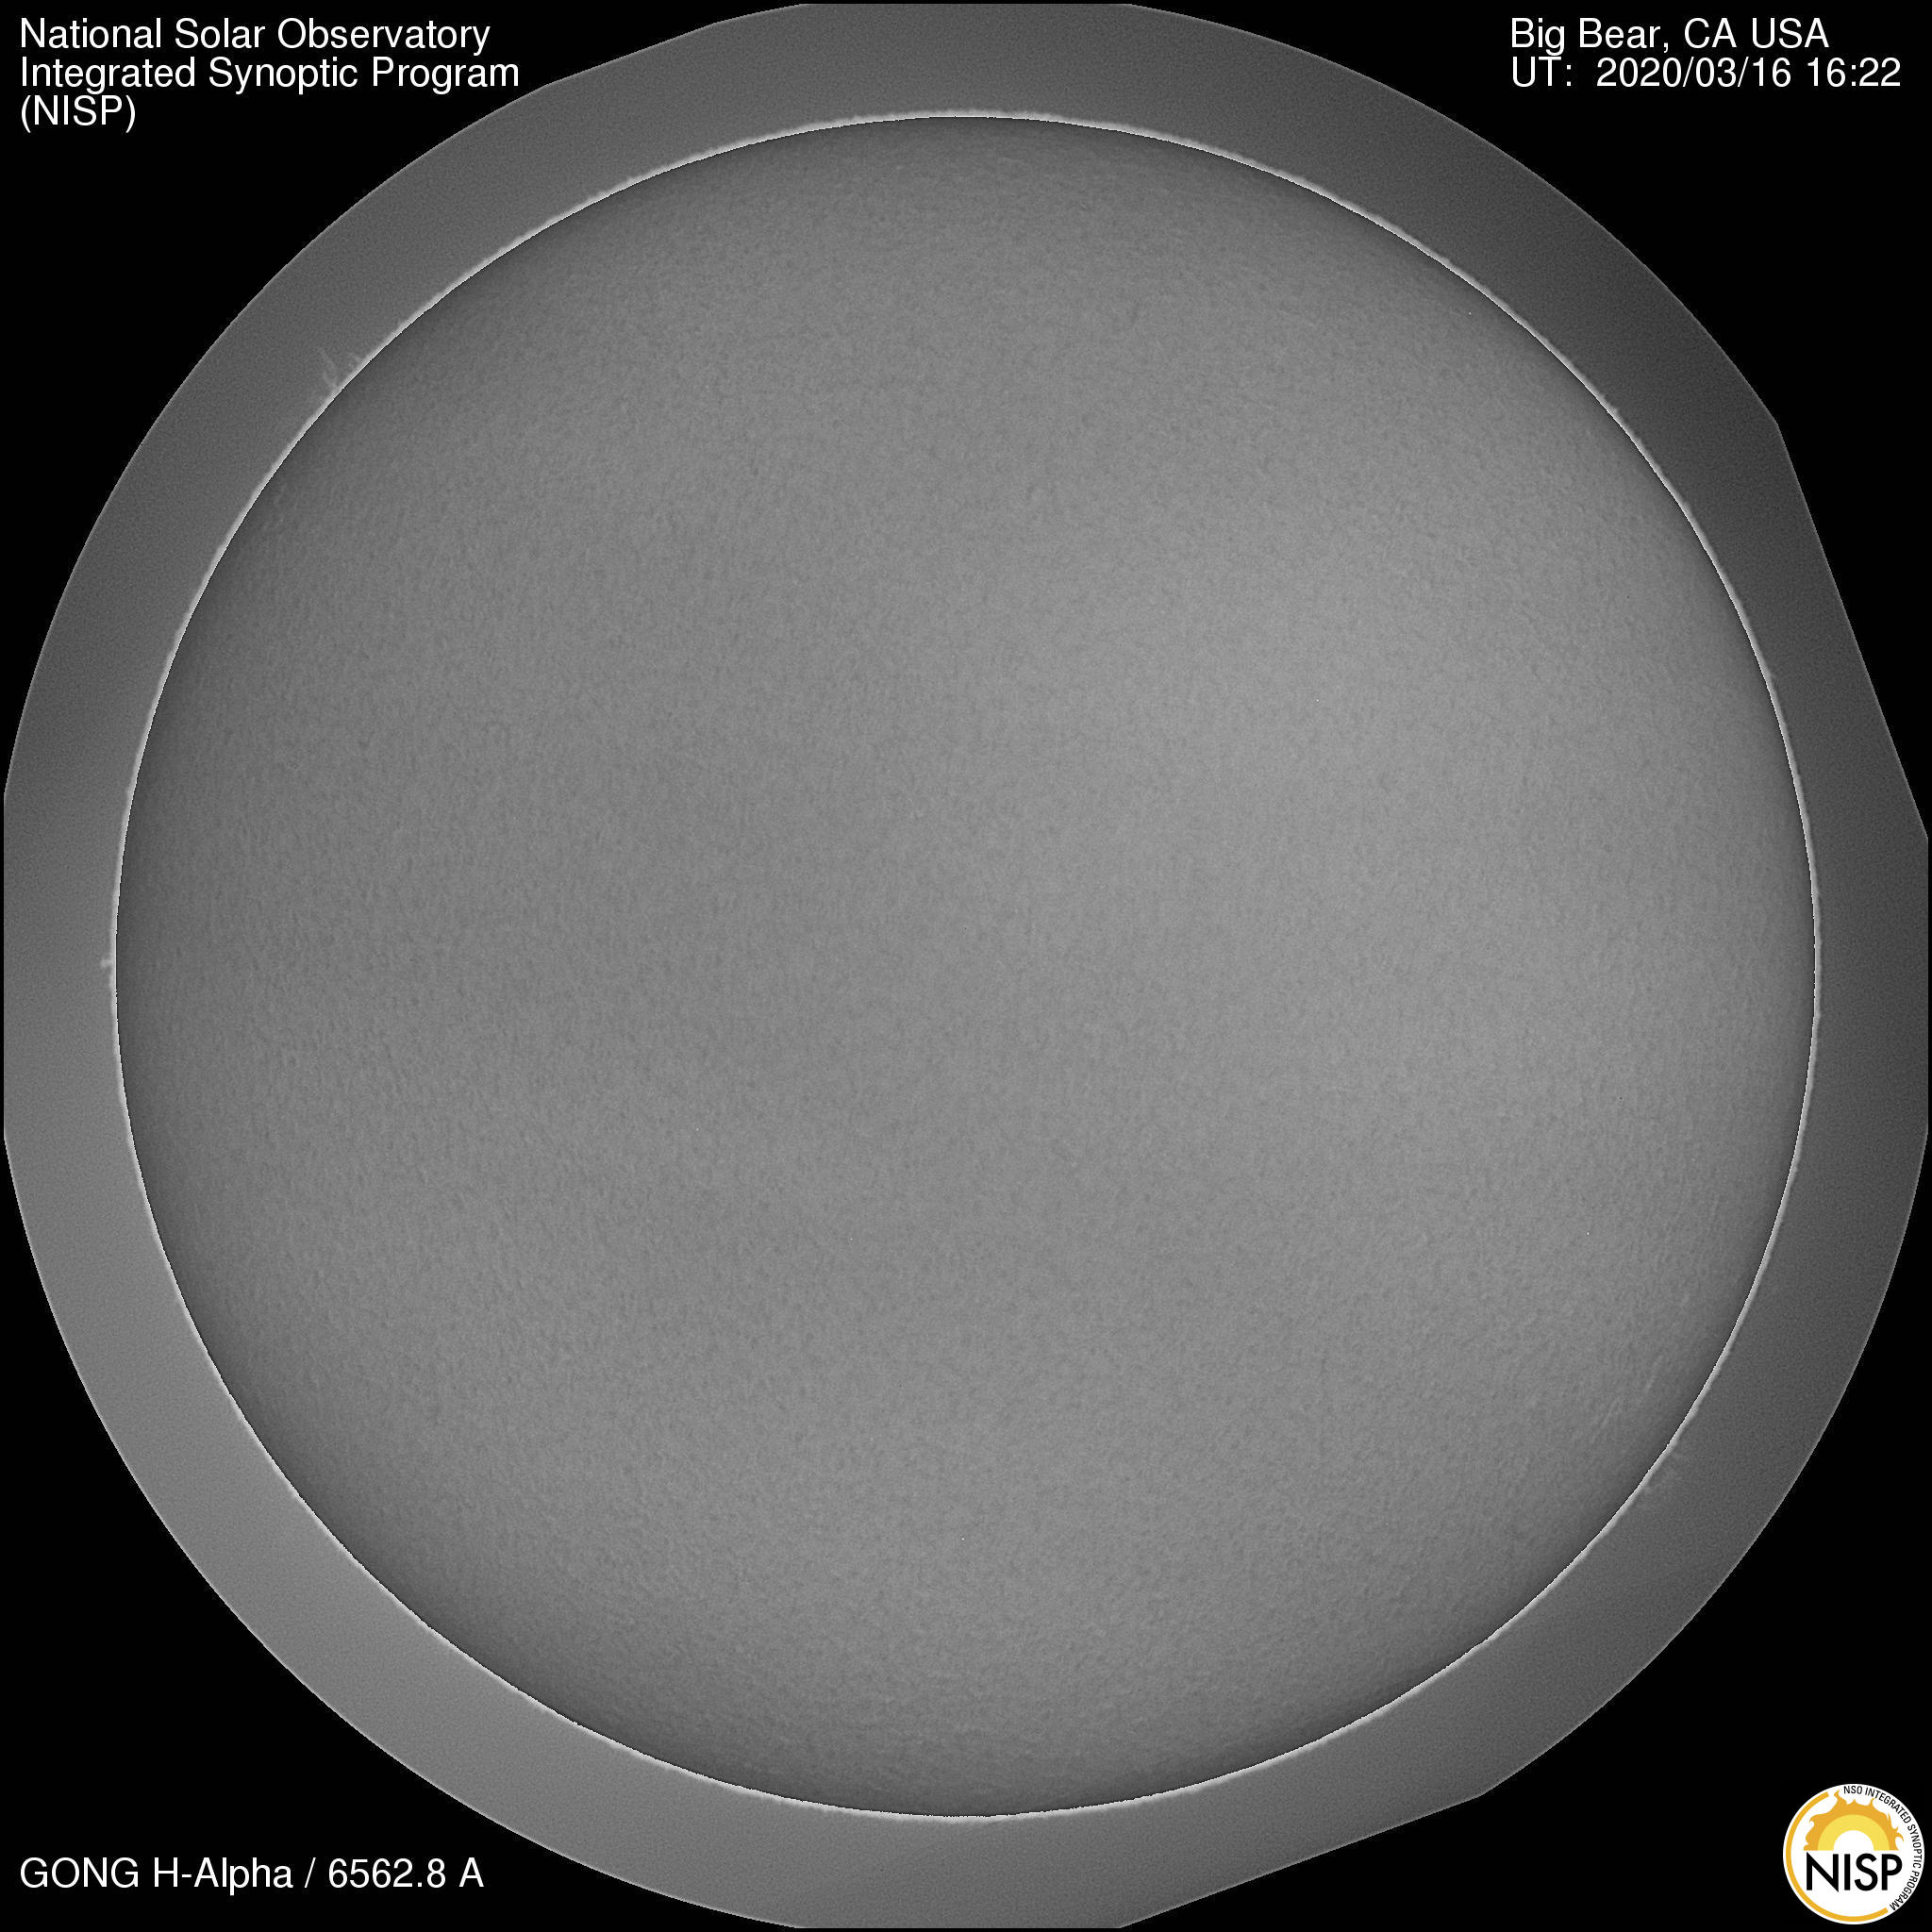 National Solar Observatory
Integrated Synoptic Program
(NISP)
Big Bear, CA USA
UT: 2020/03/16 16:22
GONG H-Alpha / 6562.8 A
NSO INTEGRATED SYNOPTIC PROGRAM
NISP